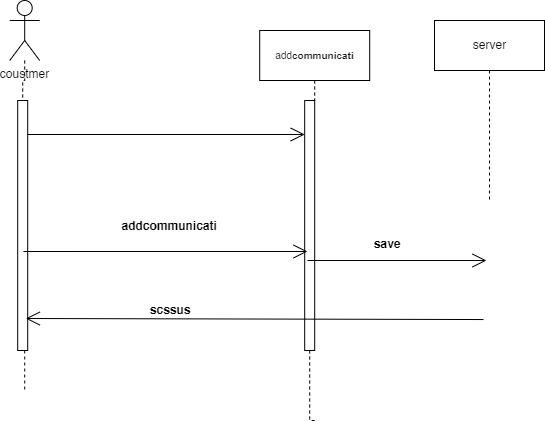 coustmer
addcommunicati
server
addcommunicati
save
scssus